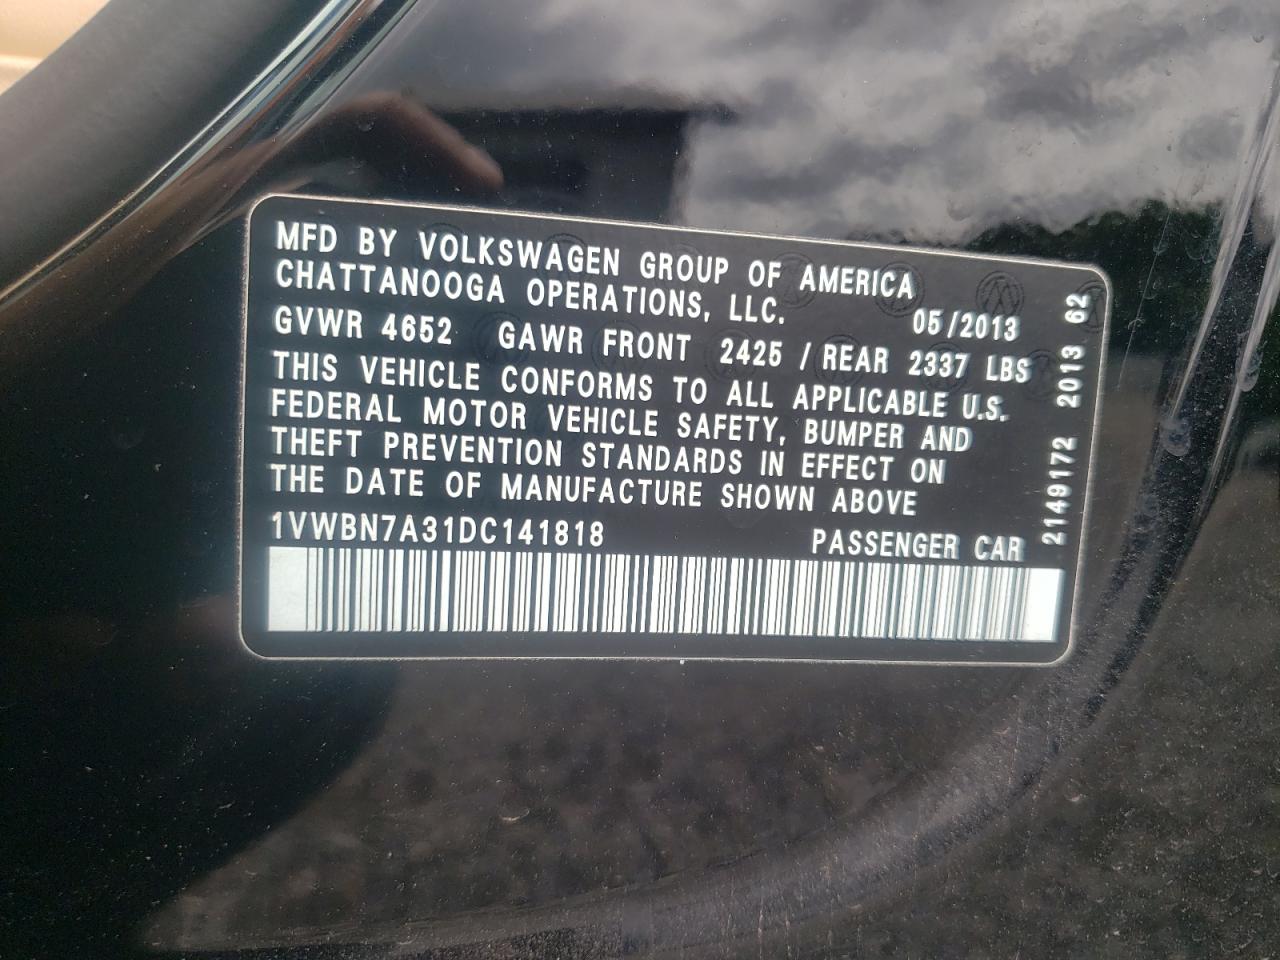 MFD BY VOLKSWAGEN GROUP OF AMERICA
CHATTANOOGA OPERATIONS, LLC. 05/2013
GVWR 4652 GAWR FRONT 2425 / REAR 2337 LBS
THIS VEHICLE CONFORMS TO ALL APPLICABLE U.S.
FEDERAL MOTOR VEHICLE SAFETY, BUMPER AND
THEFT PREVENTION STANDARDS IN EFFECT ON
THE DATE OF MANUFACTURE SHOWN ABOVE
1VWBN7A31DC141818 PASSENGER CAR
2149172 2013 62